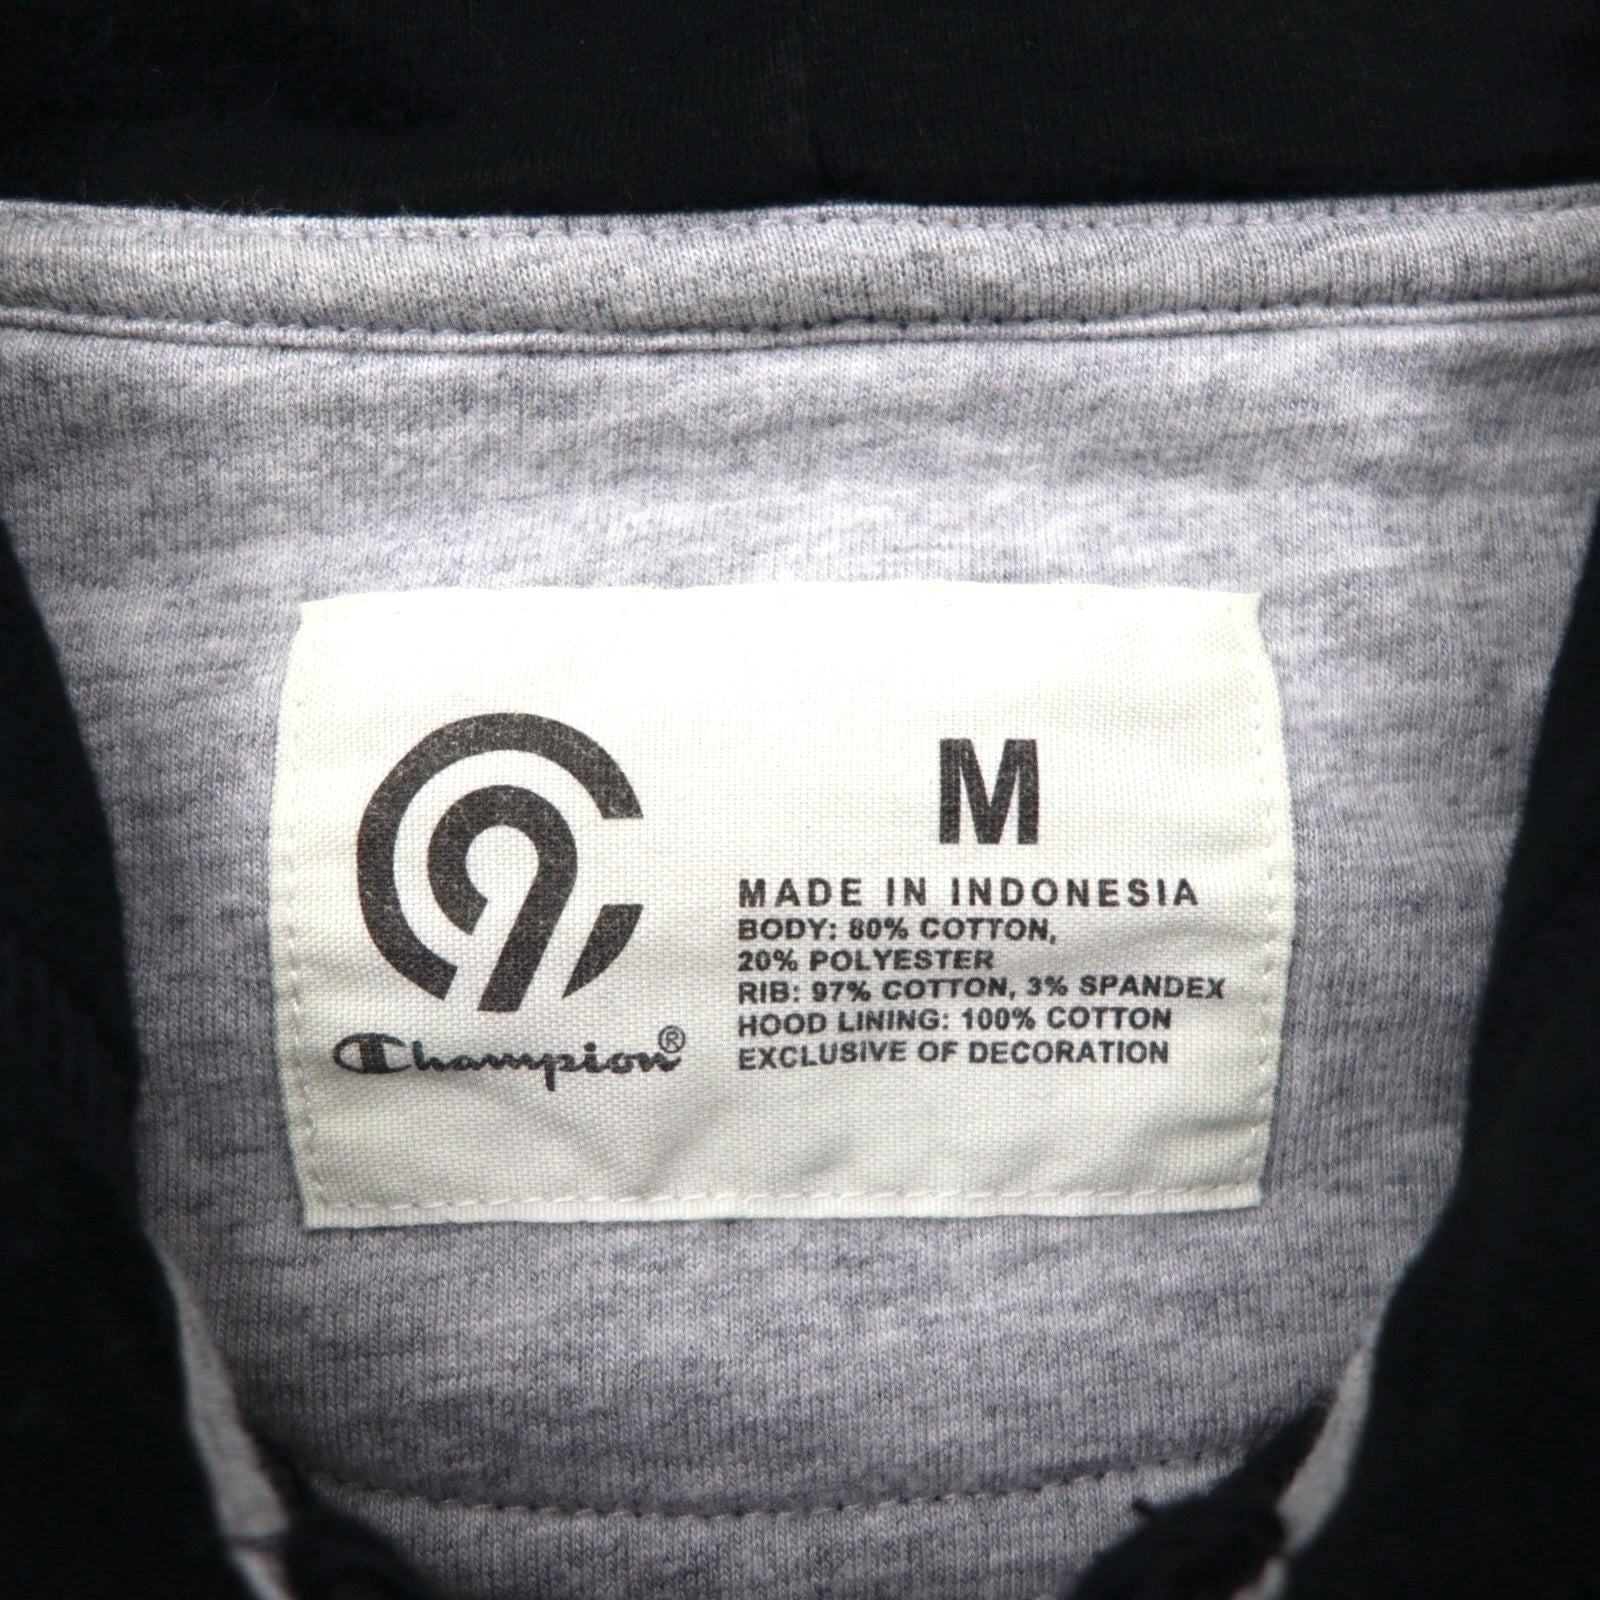 C9
Champion®
M
MADE IN INDONESIA
BODY: 80% COTTON,
20% POLYESTER
RIB: 97% COTTON, 3% SPANDEX
HOOD LINING: 100% COTTON
EXCLUSIVE OF DECORATION